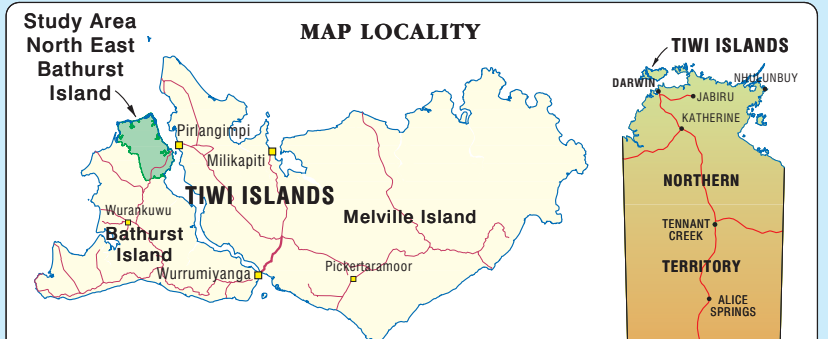 MAP LOCALITY
Study Area
North East
Bathurst
Island
Pirlangimpi
Milikapiti
TIWI ISLANDS
Melville Island
Wurankuwu
Bathurst
Island
Wurrumiyanga
Pickertaramoor
TIWI ISLANDS
DARWIN
NHULUNBUY
JABIRU
KATHERINE
NORTHERN
TENNANT
CREEK
TERRITORY
ALICE
SPRINGS